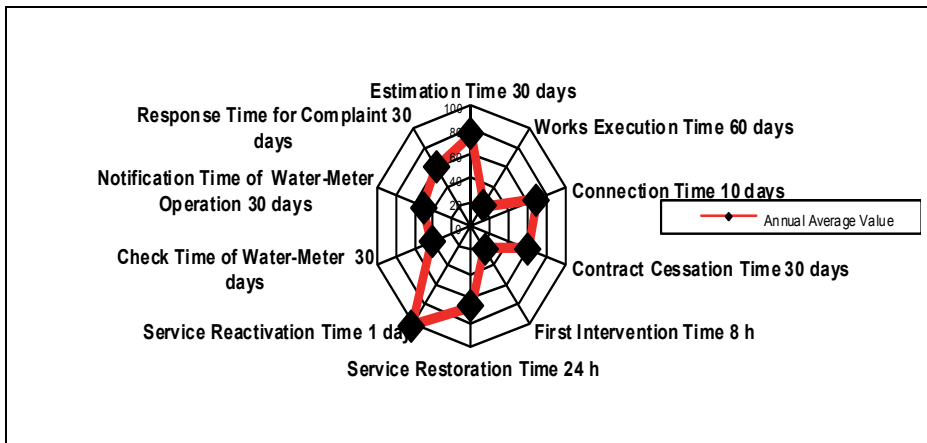 Estimation Time 30 days
Response Time for Complaint 30
days
Works Execution Time 60 days
Notification Time of Water-Meter
Operation 30 days
Connection Time 10 days
Annual Average Value
Check Time of Water-Meter 30
days
Contract Cessation Time 30 days
Service Reactivation Time 1 day
First Intervention Time 8 h
Service Restoration Time 24 h
100
80
60
40
20
0